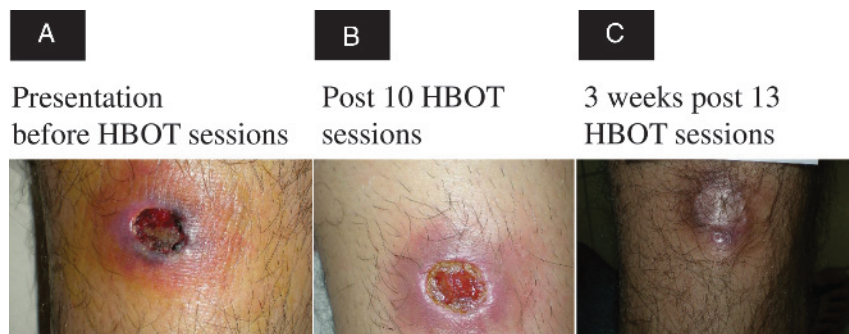 A
Presentation
before HBOT sessions
B
Post 10 HBOT
sessions
C
3 weeks post 13
HBOT sessions